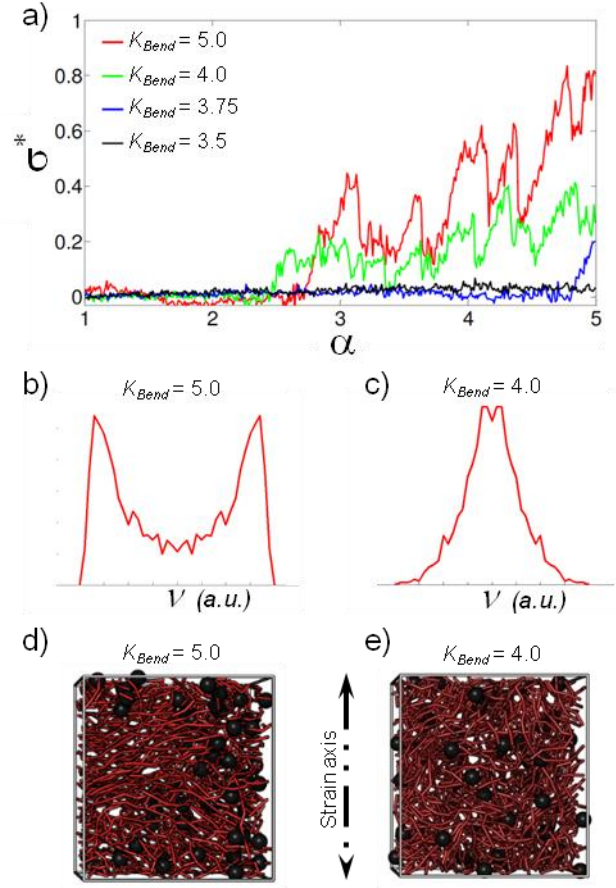 a)
1
0.8
0.6
0.4
0.2
0
σ*
K_Bend = 5.0
K_Bend = 4.0
K_Bend = 3.75
K_Bend = 3.5
1 2 3 4 5
α
b) K_Bend = 5.0
c) K_Bend = 4.0
ν (a.u.)
ν (a.u.)
d) K_Bend = 5.0
e) K_Bend = 4.0
Strain axis